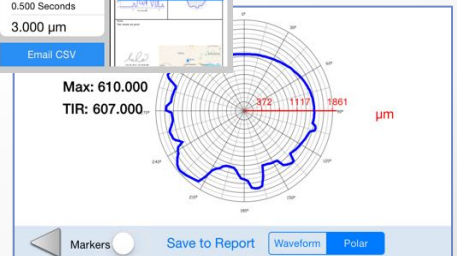 0.500 Seconds
3.000 µm
Email CSV
Max: 610.000
TIR: 607.000
372 1117 1861
µm
Markers
Save to Report
Waveform
Polar